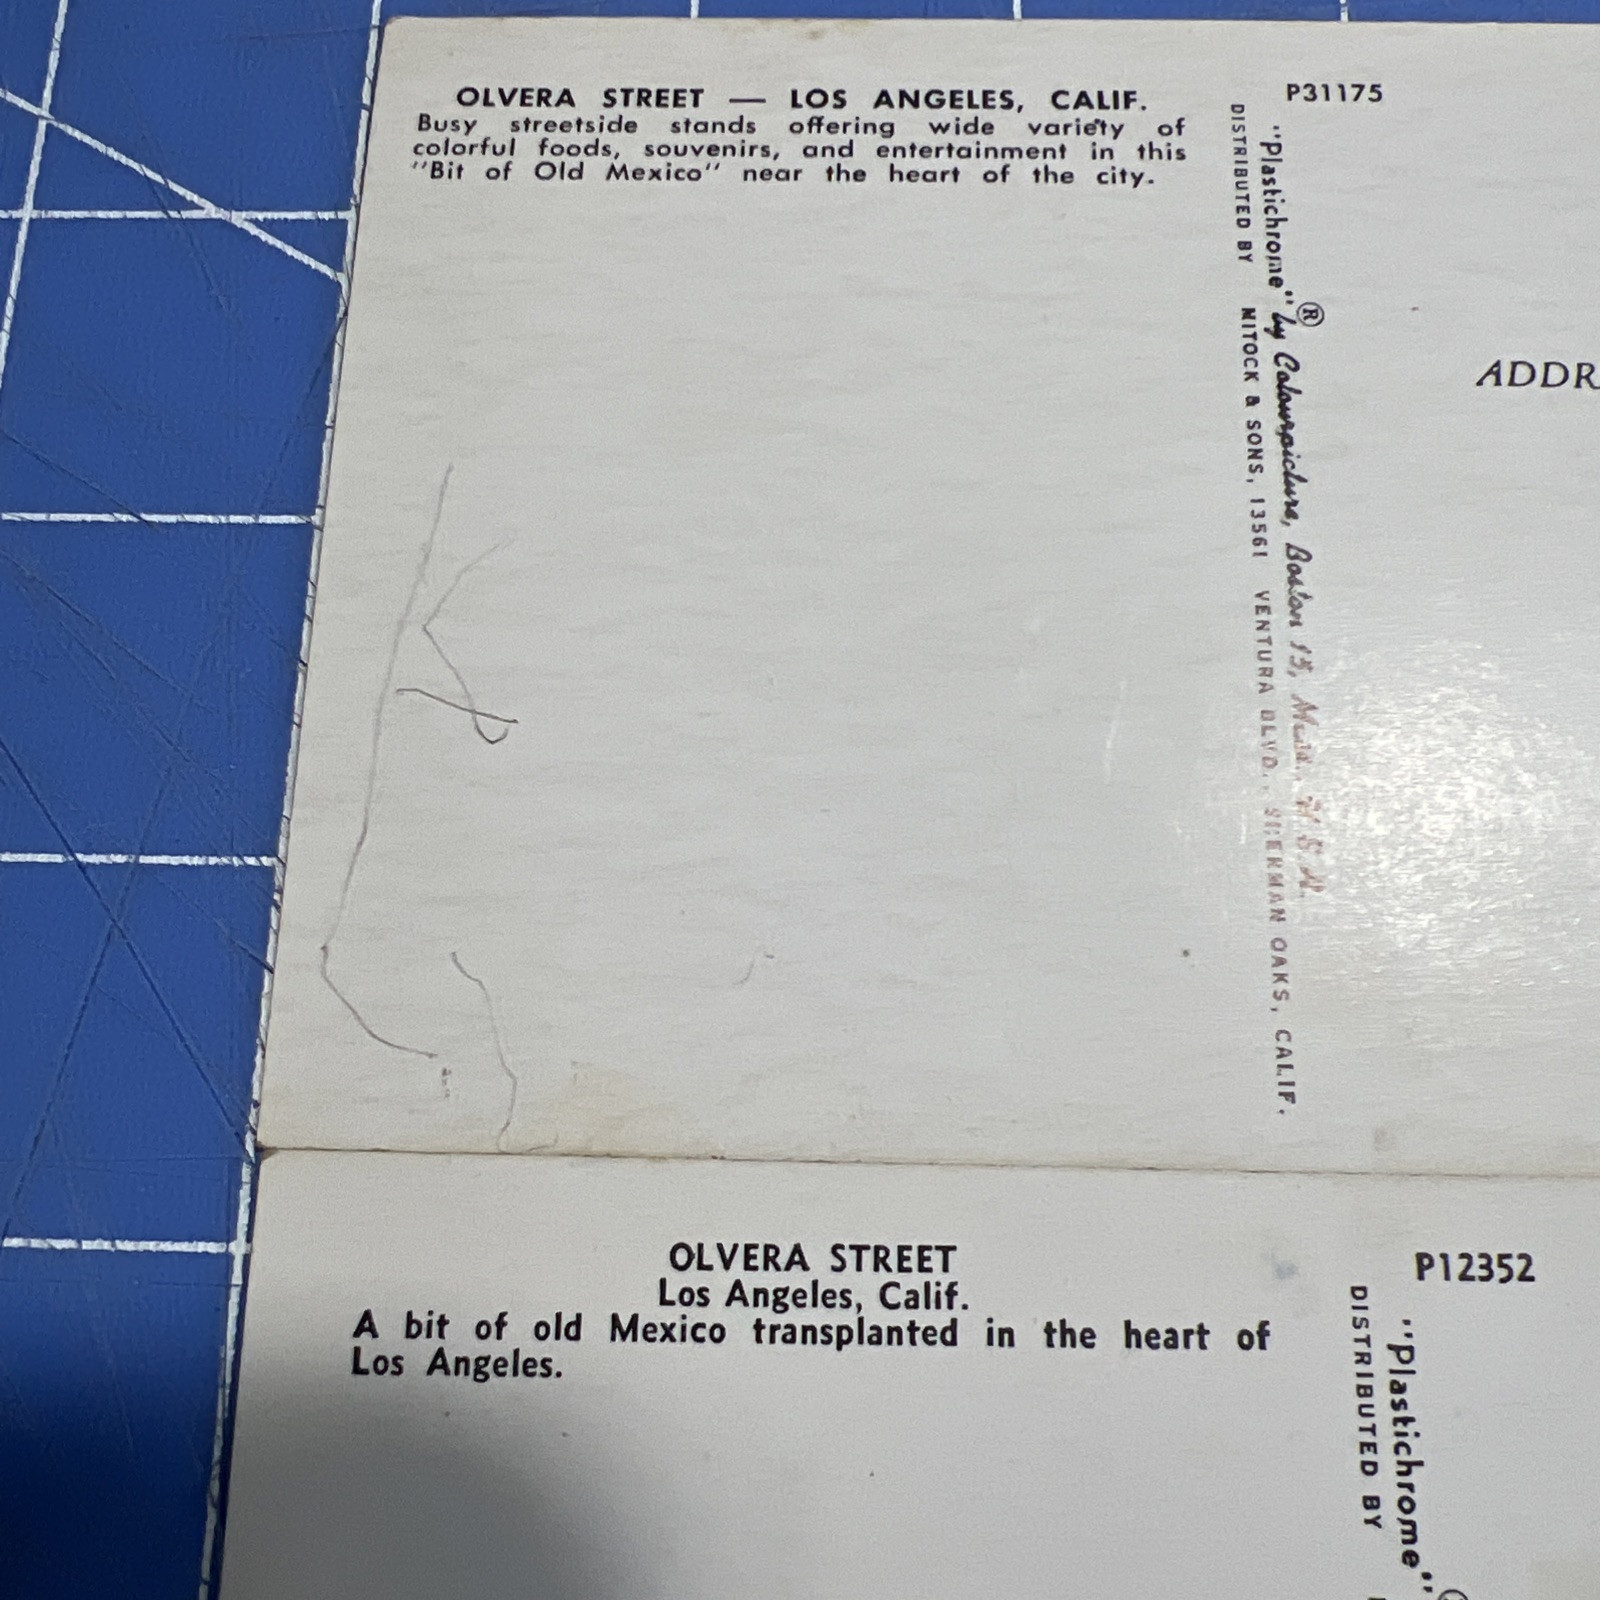 OLVERA STREET — LOS ANGELES, CALIF.
Busy streetside stands offering wide variety of
colorful foods, souvenirs, and entertainment in this
"Bit of Old Mexico" near the heart of the city.
P31175
"Plastichrome"® by Colourpicture, Boston 15, Mass. U.S.A.
DISTRIBUTED BY MITOCK & SONS, 13561 VENTURA BLVD., SHERMAN OAKS, CALIF.
ADDR
OLVERA STREET
Los Angeles, Calif.
A bit of old Mexico transplanted in the heart of
Los Angeles.
P12352
"Plastichrome"®
DISTRIBUTED BY